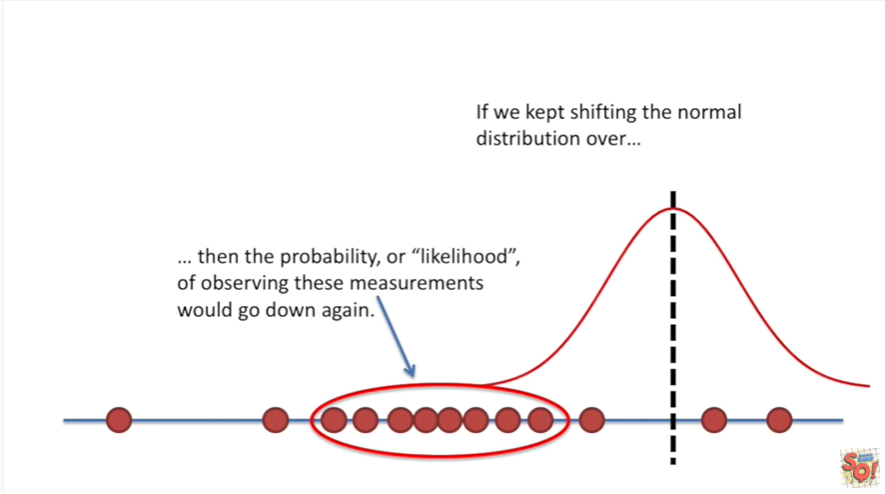 If we kept shifting the normal
distribution over...
... then the probability, or “likelihood”,
of observing these measurements
would go down again.
SQ!